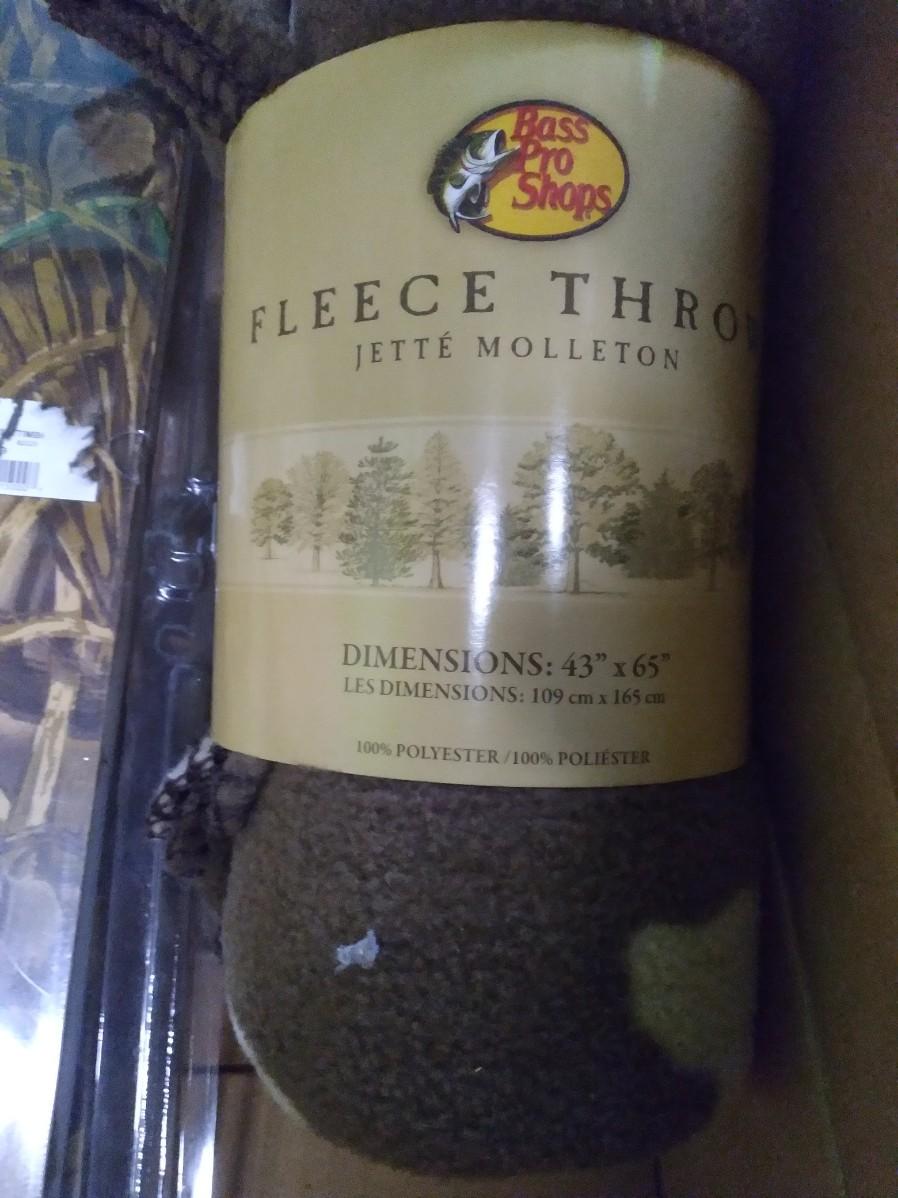 Bass
Pro
Shops
FLEECE THRO
JETTÉ MOLLETON
DIMENSIONS: 43” x 65”
LES DIMENSIONS: 109 cm x 165 cm
100% POLYESTER / 100% POLIÉSTER